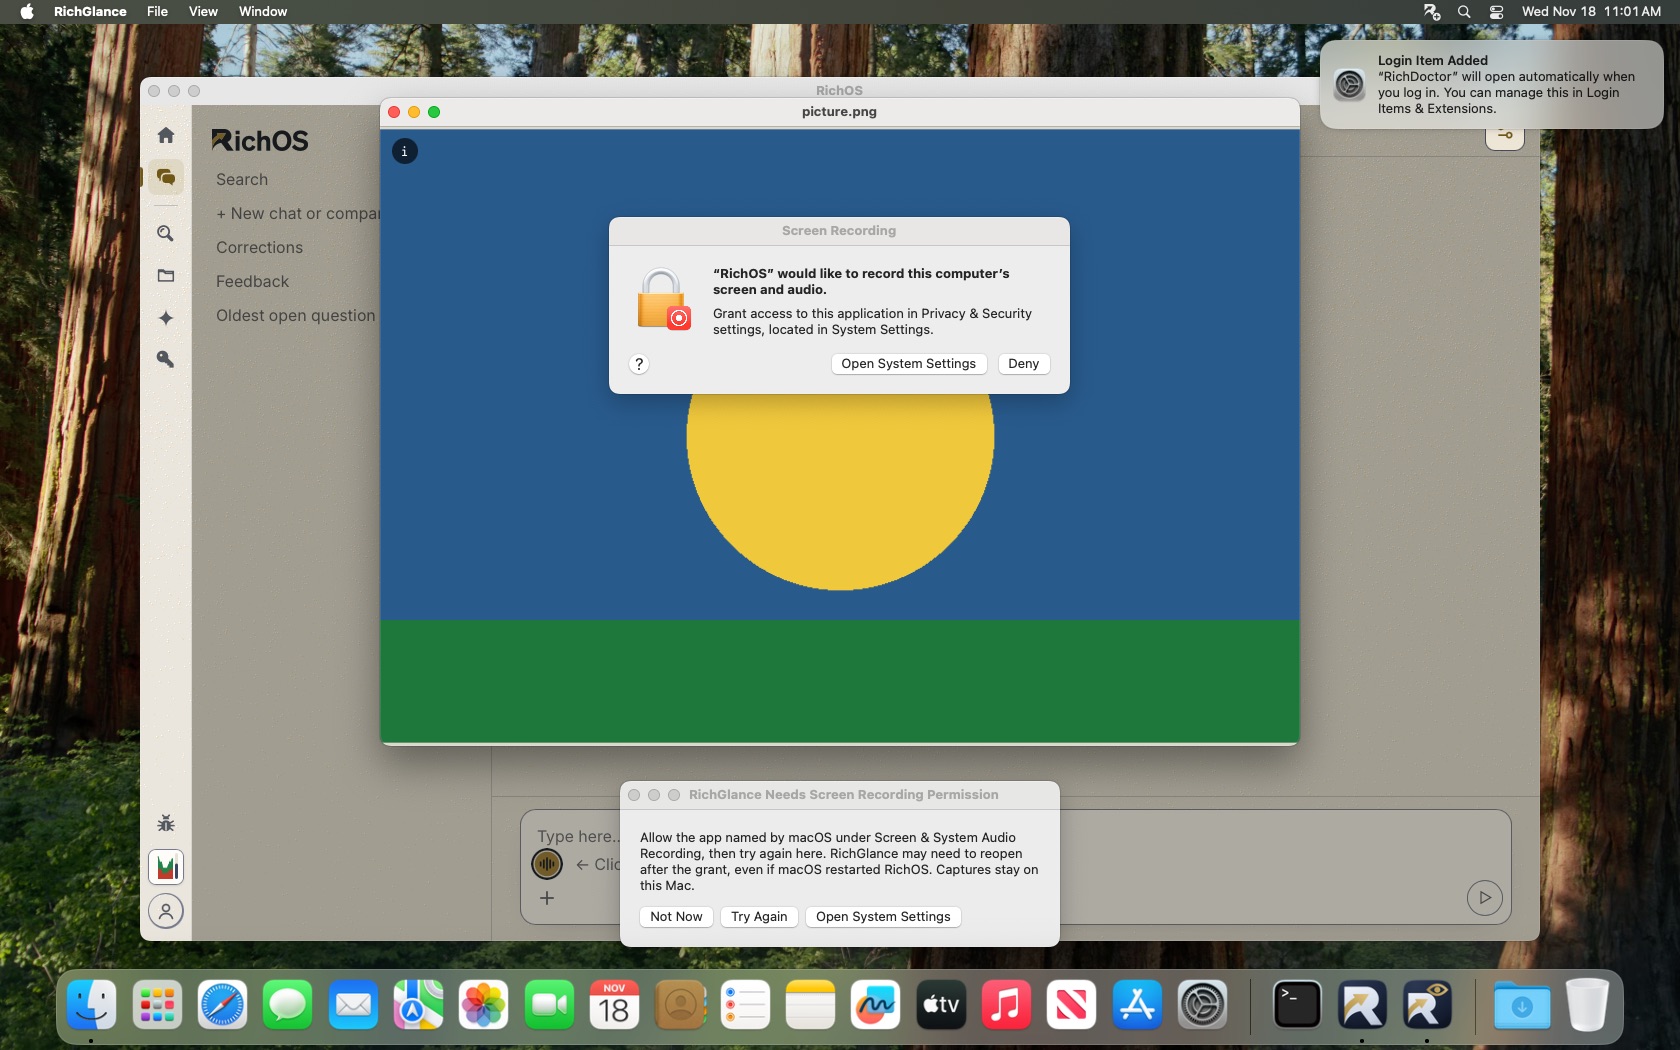 RichGlance File View Window
Wed Nov 18 11:01 AM
Login Item Added
“RichDoctor” will open automatically when
you log in. You can manage this in Login
Items & Extensions.
RichOS
picture.png
i
RichOS
Search
+ New chat or compa
Corrections
Feedback
Oldest open question
Screen Recording
“RichOS” would like to record this computer’s
screen and audio.
Grant access to this application in Privacy & Security
settings, located in System Settings.
? Open System Settings Deny
RichGlance Needs Screen Recording Permission
Allow the app named by macOS under Screen & System Audio
Recording, then try again here. RichGlance may need to reopen
after the grant, even if macOS restarted RichOS. Captures stay on
this Mac.
Not Now Try Again Open System Settings
Type here..
← Clic
+
NOV
18
tv
>_